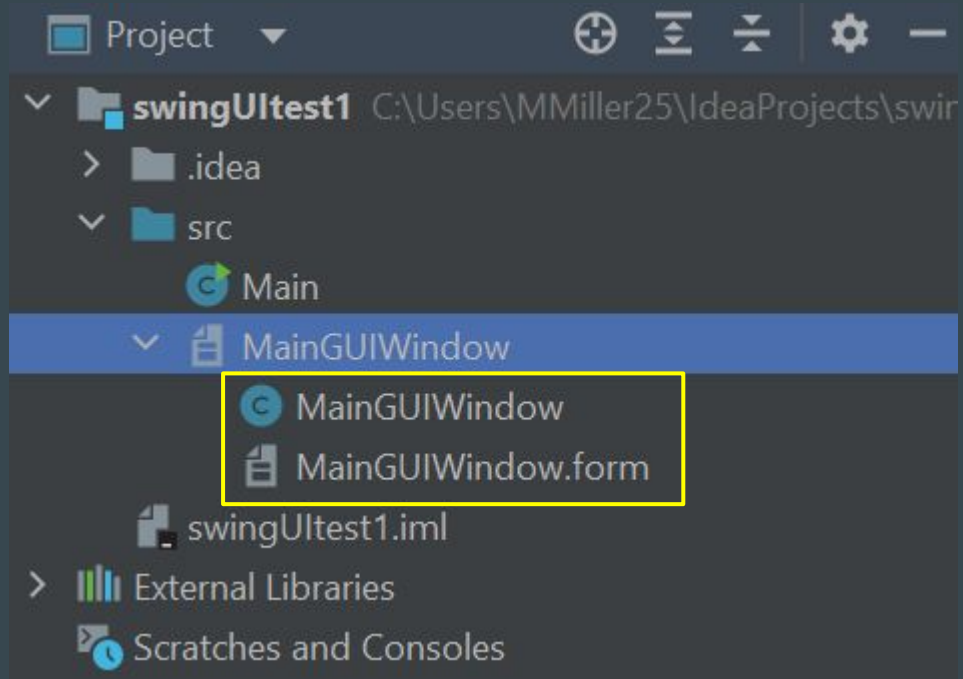 Project
swingUItest1 C:\Users\MMiller25\IdeaProjects\swin
.idea
src
Main
MainGUIWindow
MainGUIWindow
MainGUIWindow.form
swingUItest1.iml
External Libraries
Scratches and Consoles